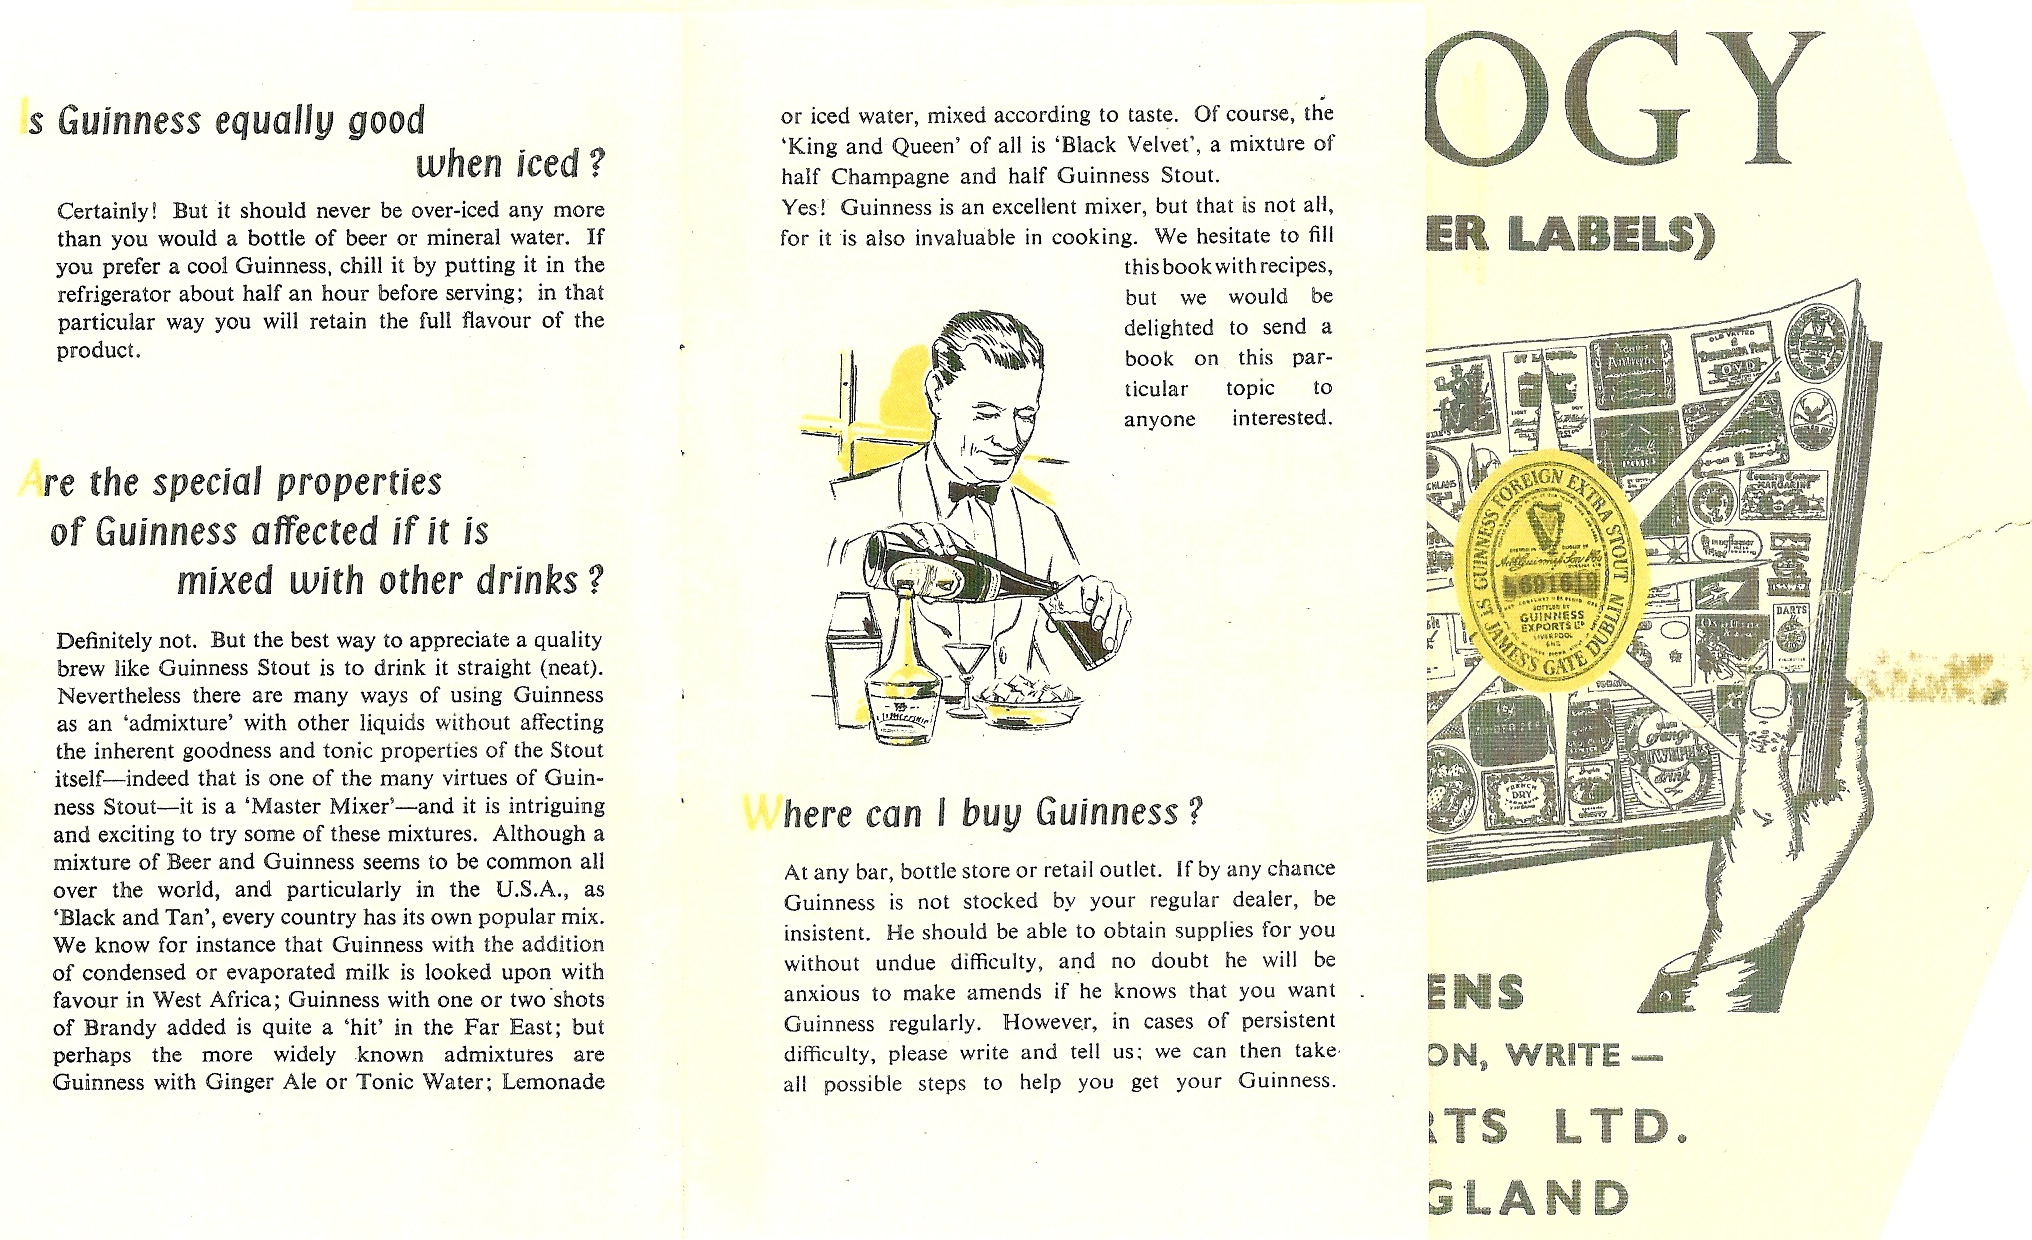 Is Guinness equally good
when iced ?
Certainly! But it should never be over-iced any more
than you would a bottle of beer or mineral water. If
you prefer a cool Guinness, chill it by putting it in the
refrigerator about half an hour before serving; in that
particular way you will retain the full flavour of the
product.
Are the special properties
of Guinness affected if it is
mixed with other drinks ?
Definitely not. But the best way to appreciate a quality
brew like Guinness Stout is to drink it straight (neat).
Nevertheless there are many ways of using Guinness
as an ‘admixture’ with other liquids without affecting
the inherent goodness and tonic properties of the Stout
itself—indeed that is one of the many virtues of Guin-
ness Stout—it is a ‘Master Mixer’—and it is intriguing
and exciting to try some of these mixtures. Although a
mixture of Beer and Guinness seems to be common all
over the world, and particularly in the U.S.A., as
‘Black and Tan’, every country has its own popular mix.
We know for instance that Guinness with the addition
of condensed or evaporated milk is looked upon with
favour in West Africa; Guinness with one or two shots
of Brandy added is quite a ‘hit’ in the Far East; but
perhaps the more widely known admixtures are
Guinness with Ginger Ale or Tonic Water; Lemonade
or iced water, mixed according to taste. Of course, the
‘King and Queen’ of all is ‘Black Velvet’, a mixture of
half Champagne and half Guinness Stout.
Yes! Guinness is an excellent mixer, but that is not all,
for it is also invaluable in cooking. We hesitate to fill
this book with recipes,
but we would be
delighted to send a
book on this par-
ticular topic to
anyone interested.
Where can I buy Guinness ?
At any bar, bottle store or retail outlet. If by any chance
Guinness is not stocked by your regular dealer, be
insistent. He should be able to obtain supplies for you
without undue difficulty, and no doubt he will be
anxious to make amends if he knows that you want
Guinness regularly. However, in cases of persistent
difficulty, please write and tell us; we can then take
all possible steps to help you get your Guinness.
OGY
ER LABELS)
GUINNESS FOREIGN EXTRA STOUT
ST JAMES'S GATE DUBLIN
BOTTLED BY
GUINNESS
EXPORTS LTD
LIVERPOOL
ENG
PORT
O.V.D
MARGARINE
DARTS
FRENCH
DRY
Orange
drink
ENS
ON, WRITE —
RTS LTD.
GLAND